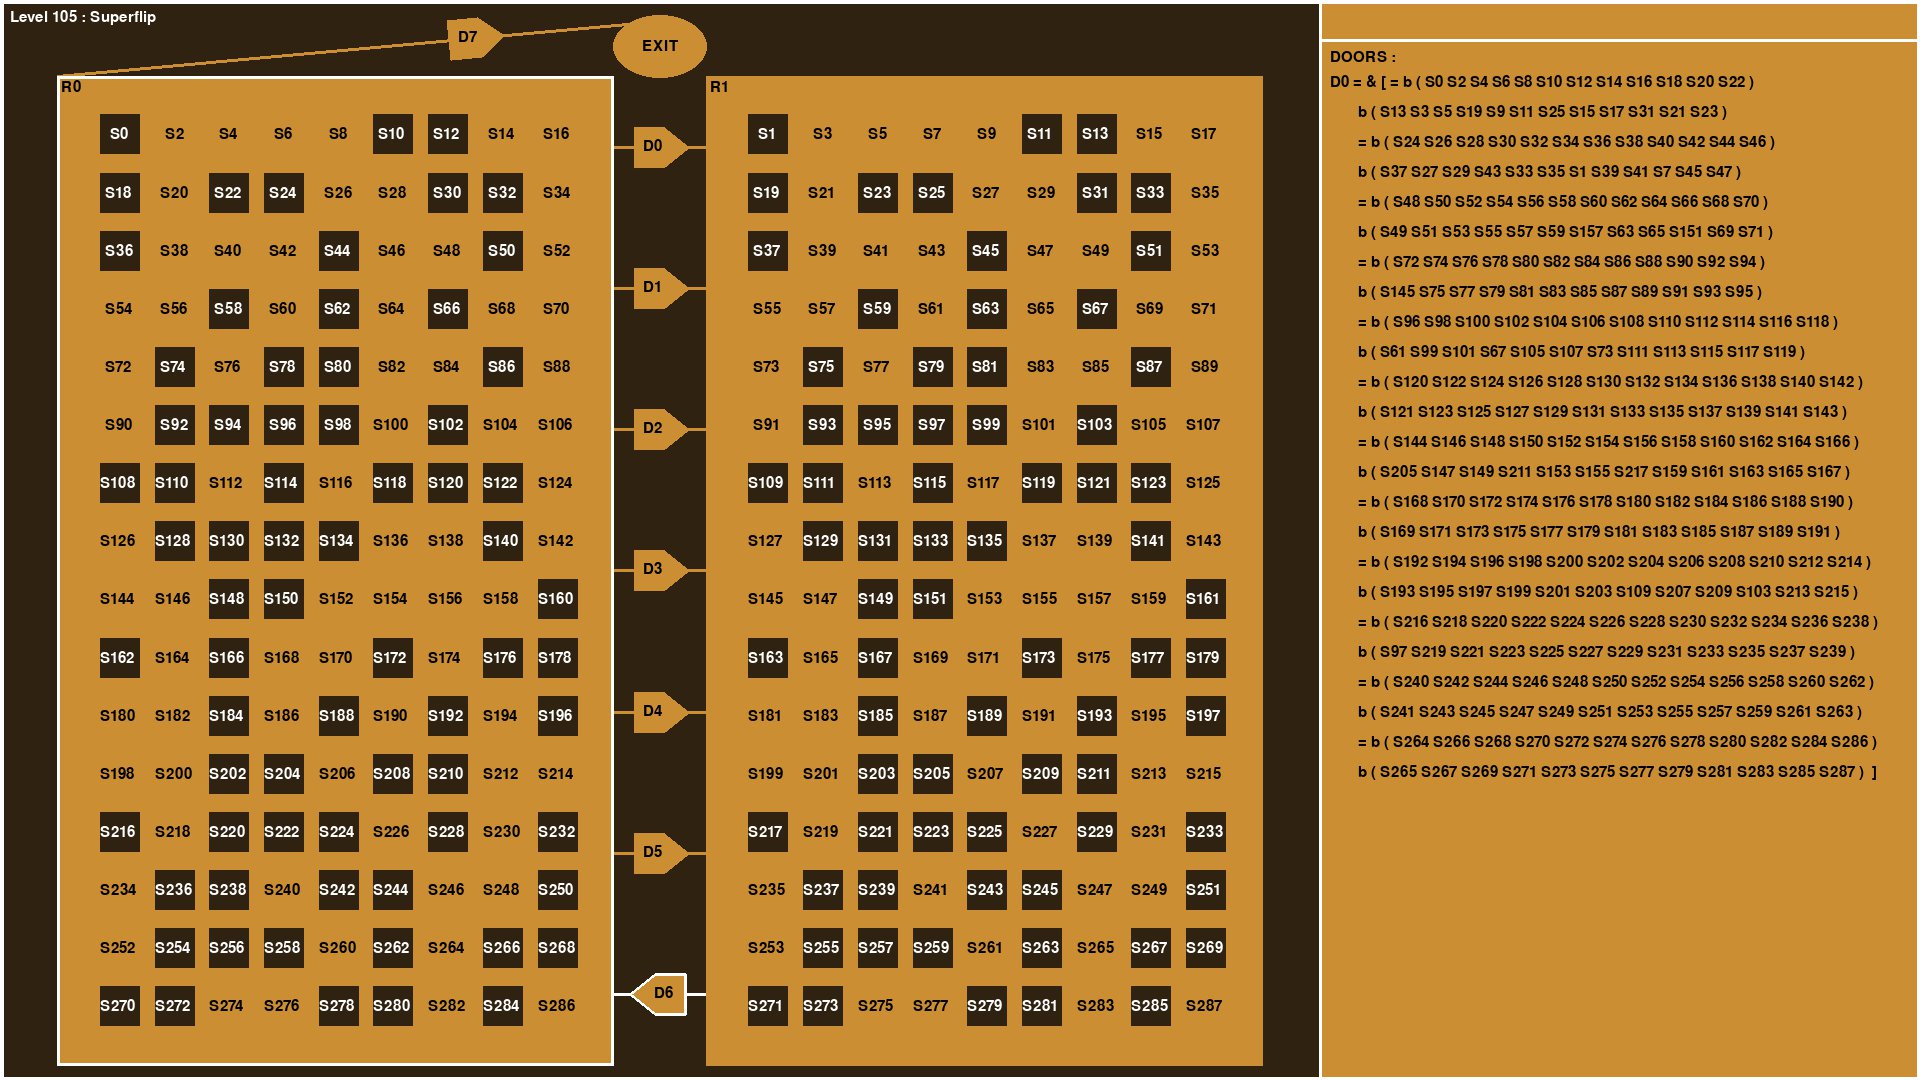 Level 105 : Superflip
D7
EXIT
R0
R1
S0 S2 S4 S6 S8 S10 S12 S14 S16
S1 S3 S5 S7 S9 S11 S13 S15 S17
D0
S18 S20 S22 S24 S26 S28 S30 S32 S34
S19 S21 S23 S25 S27 S29 S31 S33 S35
S36 S38 S40 S42 S44 S46 S48 S50 S52
S37 S39 S41 S43 S45 S47 S49 S51 S53
D1
S54 S56 S58 S60 S62 S64 S66 S68 S70
S55 S57 S59 S61 S63 S65 S67 S69 S71
S72 S74 S76 S78 S80 S82 S84 S86 S88
S73 S75 S77 S79 S81 S83 S85 S87 S89
D2
S90 S92 S94 S96 S98 S100 S102 S104 S106
S91 S93 S95 S97 S99 S101 S103 S105 S107
S108 S110 S112 S114 S116 S118 S120 S122 S124
S109 S111 S113 S115 S117 S119 S121 S123 S125
D3
S126 S128 S130 S132 S134 S136 S138 S140 S142
S127 S129 S131 S133 S135 S137 S139 S141 S143
S144 S146 S148 S150 S152 S154 S156 S158 S160
S145 S147 S149 S151 S153 S155 S157 S159 S161
S162 S164 S166 S168 S170 S172 S174 S176 S178
S163 S165 S167 S169 S171 S173 S175 S177 S179
D4
S180 S182 S184 S186 S188 S190 S192 S194 S196
S181 S183 S185 S187 S189 S191 S193 S195 S197
S198 S200 S202 S204 S206 S208 S210 S212 S214
S199 S201 S203 S205 S207 S209 S211 S213 S215
D5
S216 S218 S220 S222 S224 S226 S228 S230 S232
S217 S219 S221 S223 S225 S227 S229 S231 S233
S234 S236 S238 S240 S242 S244 S246 S248 S250
S235 S237 S239 S241 S243 S245 S247 S249 S251
S252 S254 S256 S258 S260 S262 S264 S266 S268
S253 S255 S257 S259 S261 S263 S265 S267 S269
D6
S270 S272 S274 S276 S278 S280 S282 S284 S286
S271 S273 S275 S277 S279 S281 S283 S285 S287
DOORS :
D0 = & [ = b ( S0 S2 S4 S6 S8 S10 S12 S14 S16 S18 S20 S22 )
b ( S13 S3 S5 S19 S9 S11 S25 S15 S17 S31 S21 S23 )
= b ( S24 S26 S28 S30 S32 S34 S36 S38 S40 S42 S44 S46 )
b ( S37 S27 S29 S43 S33 S35 S1 S39 S41 S7 S45 S47 )
= b ( S48 S50 S52 S54 S56 S58 S60 S62 S64 S66 S68 S70 )
b ( S49 S51 S53 S55 S57 S59 S157 S63 S65 S151 S69 S71 )
= b ( S72 S74 S76 S78 S80 S82 S84 S86 S88 S90 S92 S94 )
b ( S145 S75 S77 S79 S81 S83 S85 S87 S89 S91 S93 S95 )
= b ( S96 S98 S100 S102 S104 S106 S108 S110 S112 S114 S116 S118 )
b ( S61 S99 S101 S67 S105 S107 S73 S111 S113 S115 S117 S119 )
= b ( S120 S122 S124 S126 S128 S130 S132 S134 S136 S138 S140 S142 )
b ( S121 S123 S125 S127 S129 S131 S133 S135 S137 S139 S141 S143 )
= b ( S144 S146 S148 S150 S152 S154 S156 S158 S160 S162 S164 S166 )
b ( S205 S147 S149 S211 S153 S155 S217 S159 S161 S163 S165 S167 )
= b ( S168 S170 S172 S174 S176 S178 S180 S182 S184 S186 S188 S190 )
b ( S169 S171 S173 S175 S177 S179 S181 S183 S185 S187 S189 S191 )
= b ( S192 S194 S196 S198 S200 S202 S204 S206 S208 S210 S212 S214 )
b ( S193 S195 S197 S199 S201 S203 S109 S207 S209 S103 S213 S215 )
= b ( S216 S218 S220 S222 S224 S226 S228 S230 S232 S234 S236 S238 )
b ( S97 S219 S221 S223 S225 S227 S229 S231 S233 S235 S237 S239 )
= b ( S240 S242 S244 S246 S248 S250 S252 S254 S256 S258 S260 S262 )
b ( S241 S243 S245 S247 S249 S251 S253 S255 S257 S259 S261 S263 )
= b ( S264 S266 S268 S270 S272 S274 S276 S278 S280 S282 S284 S286 )
b ( S265 S267 S269 S271 S273 S275 S277 S279 S281 S283 S285 S287 ) ]